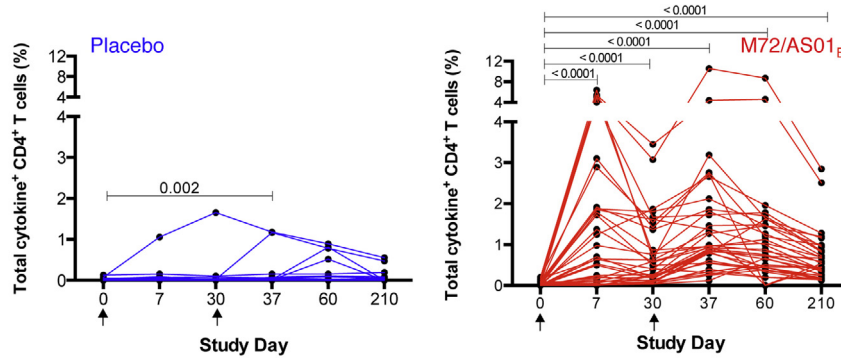 Placebo
Total cytokine⁺ CD4⁺ T cells (%)
12
8
4
4
3
2
1
0
0.002
0 7 30 37 60 210
Study Day
M72/AS01E
Total cytokine⁺ CD4⁺ T cells (%)
12
8
4
4
3
2
1
0
< 0.0001
< 0.0001
< 0.0001
< 0.0001
< 0.0001
0 7 30 37 60 210
Study Day